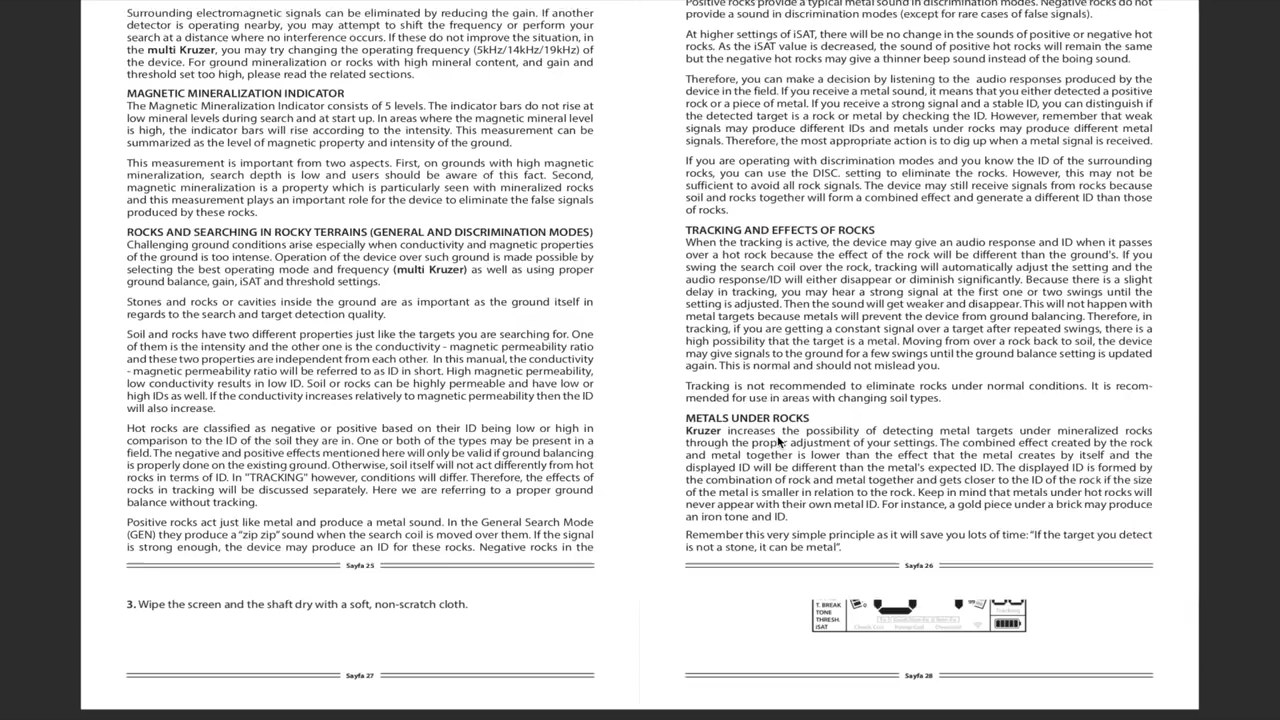 Surrounding electromagnetic signals can be eliminated by reducing the gain. If another
detector is operating nearby, you may attempt to shift the frequency or perform your
search at a distance where no interference occurs. If these do not improve the situation, in
the multi Kruzer, you may try changing the operating frequency (5kHz/14kHz/19kHz) of
the device. For ground mineralization or rocks with high mineral content, and gain and
threshold set too high, please read the related sections.
MAGNETIC MINERALIZATION INDICATOR
The Magnetic Mineralization Indicator consists of 5 levels. The indicator bars do not rise at
low mineral levels during search and at start up. In areas where the magnetic mineral level
is high, the indicator bars will rise according to the intensity. This measurement can be
summarized as the level of magnetic property and intensity of the ground.
This measurement is important from two aspects. First, on grounds with high magnetic
mineralization, search depth is low and users should be aware of this fact. Second,
magnetic mineralization is a property which is particularly seen with mineralized rocks
and this measurement plays an important role for the device to eliminate the false signals
produced by these rocks.
ROCKS AND SEARCHING IN ROCKY TERRAINS (GENERAL AND DISCRIMINATION MODES)
Challenging ground conditions arise especially when conductivity and magnetic properties
of the ground is too intense. Operation of the device over such ground is made possible by
selecting the best operating mode and frequency (multi Kruzer) as well as using proper
ground balance, gain, iSAT and threshold settings.
Stones and rocks or cavities inside the ground are as important as the ground itself in
regards to the search and target detection quality.
Soil and rocks have two different properties just like the targets you are searching for. One
of them is the intensity and the other one is the conductivity - magnetic permeability ratio
and these two properties are independent from each other. In this manual, the conductivity
- magnetic permeability ratio will be referred to as ID in short. High magnetic permeability,
low conductivity results in low ID. Soil or rocks can be highly permeable and have low or
high IDs as well. If the conductivity increases relatively to magnetic permeability then the ID
will also increase.
Hot rocks are classified as negative or positive based on their ID being low or high in
comparison to the ID of the soil they are in. One or both of the types may be present in a
field. The negative and positive effects mentioned here will only be valid if ground balancing
is properly done on the existing ground. Otherwise, soil itself will not act differently from hot
rocks in terms of ID. In "TRACKING" however, conditions will differ. Therefore, the effects of
rocks in tracking will be discussed separately. Here we are referring to a proper ground
balance without tracking.
Positive rocks act just like metal and produce a metal sound. In the General Search Mode
(GEN) they produce a “zip zip” sound when the search coil is moved over them. If the signal
is strong enough, the device may produce an ID for these rocks. Negative rocks in the
Sayfa 25
Positive rocks provide a typical metal sound in discrimination modes. Negative rocks do not
provide a sound in discrimination modes (except for rare cases of false signals).
At higher settings of iSAT, there will be no change in the sounds of positive or negative hot
rocks. As the iSAT value is decreased, the sound of positive hot rocks will remain the same
but the negative hot rocks may give a thinner beep sound instead of the boing sound.
Therefore, you can make a decision by listening to the audio responses produced by the
device in the field. If you receive a metal sound, it means that you either detected a positive
rock or a piece of metal. If you receive a strong signal and a stable ID, you can distinguish if
the detected target is a rock or metal by checking the ID. However, remember that weak
signals may produce different IDs and metals under rocks may produce different metal
signals. Therefore, the most appropriate action is to dig up when a metal signal is received.
If you are operating with discrimination modes and you know the ID of the surrounding
rocks, you can use the DISC. setting to eliminate the rocks. However, this may not be
sufficient to avoid all rock signals. The device may still receive signals from rocks because
soil and rocks together will form a combined effect and generate a different ID than those
of rocks.
TRACKING AND EFFECTS OF ROCKS
When the tracking is active, the device may give an audio response and ID when it passes
over a hot rock because the effect of the rock will be different than the ground's. If you
swing the search coil over the rock, tracking will automatically adjust the setting and the
audio response/ID will either disappear or diminish significantly. Because there is a slight
delay in tracking, you may hear a strong signal at the first one or two swings until the
setting is adjusted. Then the sound will get weaker and disappear. This will not happen with
metal targets because metals will prevent the device from ground balancing. Therefore, in
tracking, if you are getting a constant signal over a target after repeated swings, there is a
high possibility that the target is a metal. Moving from over a rock back to soil, the device
may give signals to the ground for a few swings until the ground balance setting is updated
again. This is normal and should not mislead you.
Tracking is not recommended to eliminate rocks under normal conditions. It is recom-
mended for use in areas with changing soil types.
METALS UNDER ROCKS
Kruzer increases the possibility of detecting metal targets under mineralized rocks
through the proper adjustment of your settings. The combined effect created by the rock
and metal together is lower than the effect that the metal creates by itself and the
displayed ID will be different than the metal's expected ID. The displayed ID is formed by
the combination of rock and metal together and gets closer to the ID of the rock if the size
of the metal is smaller in relation to the rock. Keep in mind that metals under hot rocks will
never appear with their own metal ID. For instance, a gold piece under a brick may produce
an iron tone and ID.
Remember this very simple principle as it will save you lots of time: “If the target you detect
is not a stone, it can be metal”.
Sayfa 26
3. Wipe the screen and the shaft dry with a soft, non-scratch cloth.
Sayfa 27
T. BREAK
TONE
THRESH.
iSAT
Tracking
Sayfa 28